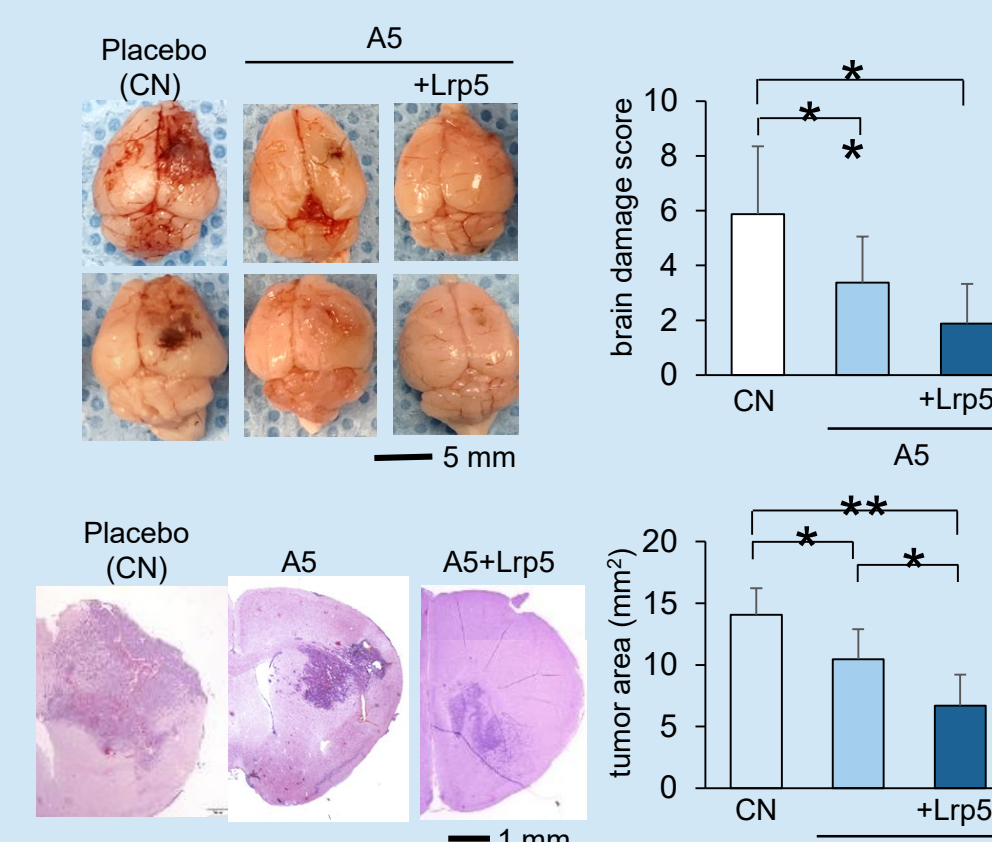 Placebo
(CN)
A5
+Lrp5
5 mm
brain damage score
10
8
6
4
2
0
*
*
*
CN
+Lrp5
A5
Placebo
(CN)
A5
A5+Lrp5
1 mm
tumor area (mm²)
20
15
10
5
0
**
*
*
CN
+Lrp5